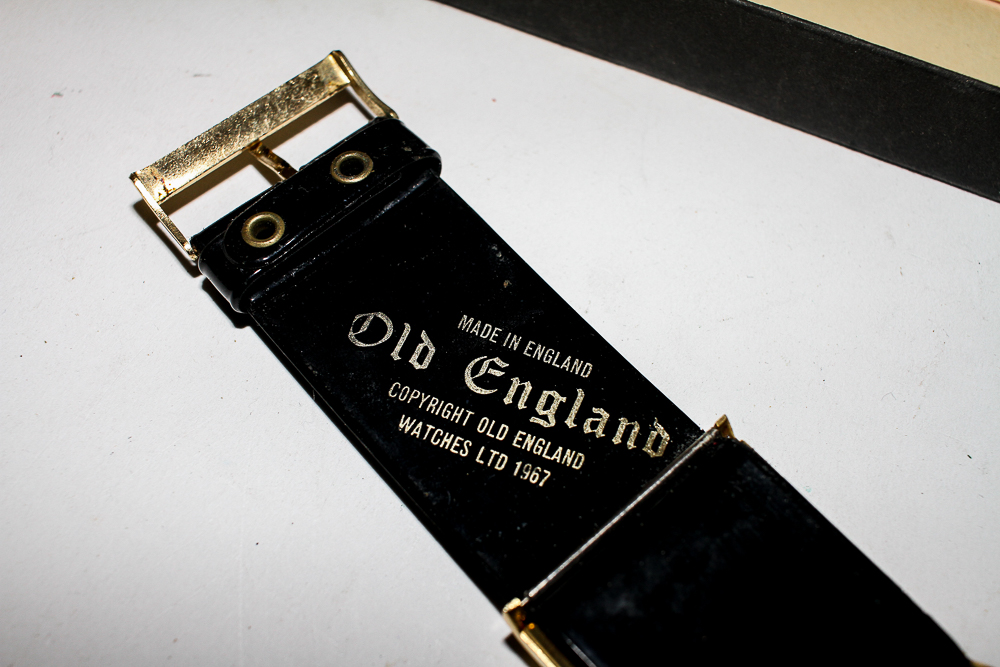 MADE IN ENGLAND
Old England
COPYRIGHT OLD ENGLAND
WATCHES LTD 1967